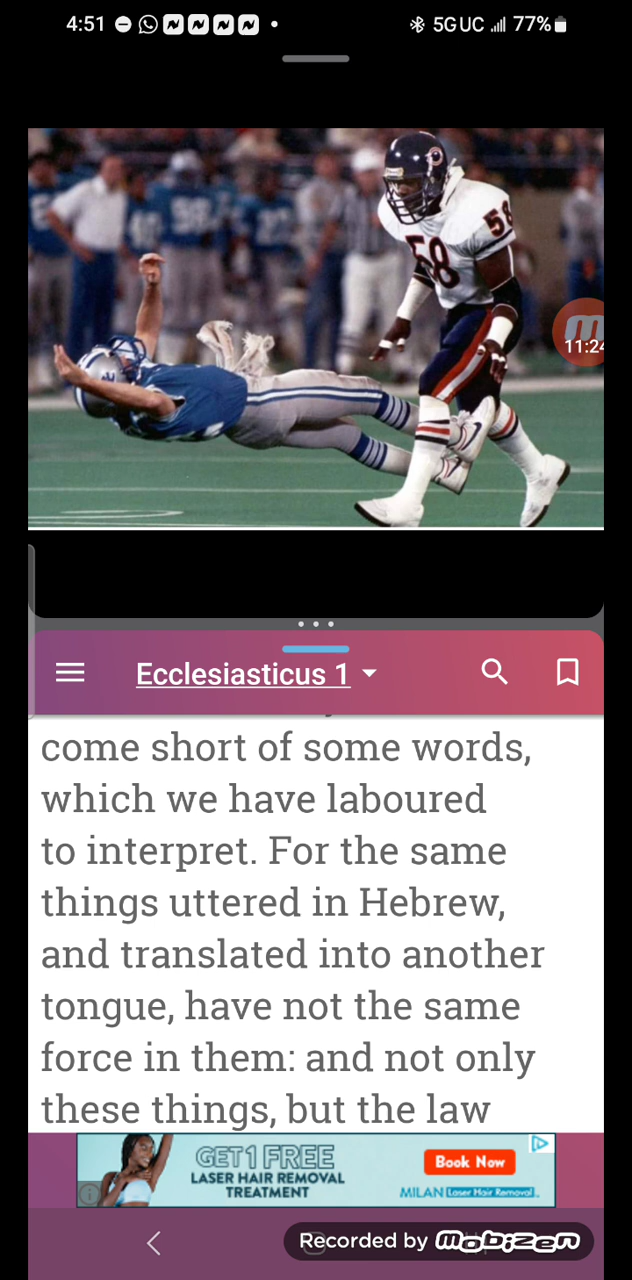 4:51
5G UC
77%
98
58
58
11:24
Ecclesiasticus 1
come short of some words,
which we have laboured
to interpret. For the same
things uttered in Hebrew,
and translated into another
tongue, have not the same
force in them: and not only
these things, but the law
GET 1 FREE
LASER HAIR REMOVAL
TREATMENT
Book Now
MILAN Laser Hair Removal.
Recorded by mobizen